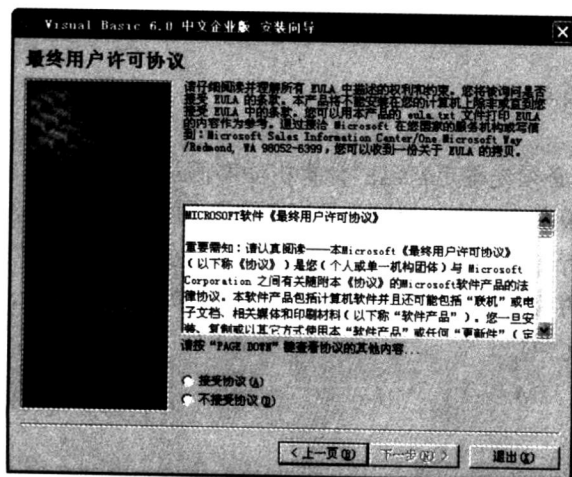 Visual Basic 6.0 中文企业版 安装向导
最终用户许可协议
请仔细阅读并理解所有 EULA 中描述的权利和约束。您将被询问是否
接受 EULA 的条款。本产品将不能安装在您的计算机上除非或直到您
接受 EULA 中的条款。您可以用本产品的 eula.txt 文件打印 EULA
的内容作为参考。通过接洽 Microsoft 在您国家的服务机构或写信
到：Microsoft Sales Information Center/One Microsoft Way
/Redmond, WA 98052-6399，您可以收到一份关于 EULA 的拷贝。
MICROSOFT软件《最终用户许可协议》
重要需知：请认真阅读——本Microsoft《最终用户许可协议》
（以下称《协议》）是您（个人或单一机构团体）与 Microsoft
Corporation 之间有关随附本《协议》的Microsoft软件产品的法
律协议。本软件产品包括计算机软件并且还可能包括“联机”或电
子文档、相关媒体和印刷材料（以下称“软件产品”）。您一旦安
装、复制或以其它方式使用本“软件产品”或任何“更新件”（定
请按“PAGE DOWN”键查看协议的其他内容...
接受协议(A)
不接受协议(D)
<上一页(B) 下一步(N)> 退出(X)